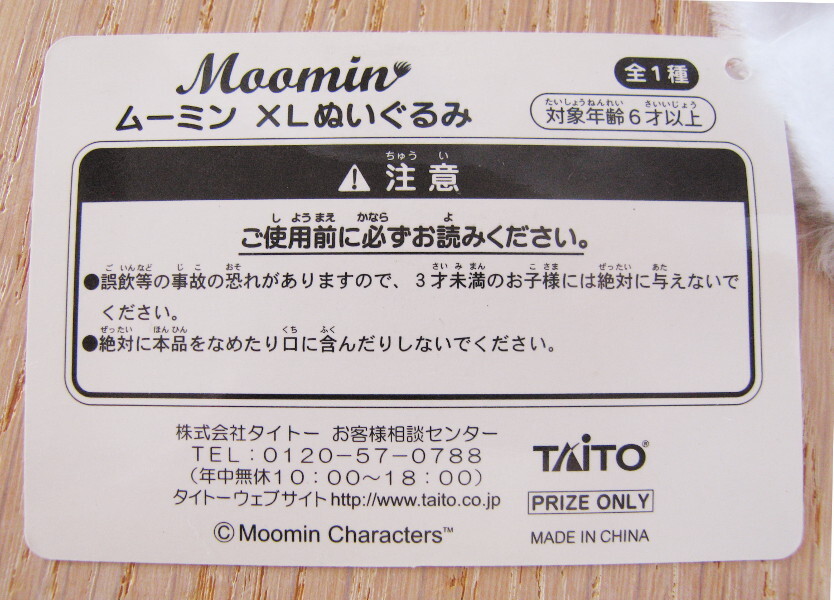 Moomin
全1種
ムーミン XLぬいぐるみ
たいしょうねんれい さいいじょう
対象年齢6才以上
ちゅう い
注意
し ようまえ かなら よ
ご使用前に必ずお読みください。
ご いんなど じ こ おそ さい み まん こ さま ぜったい あた
●誤飲等の事故の恐れがありますので、3才未満のお子様には絶対に与えないで
ください。
ぜったい ほんひん くち ふく
●絶対に本品をなめたり口に含んだりしないでください。
株式会社タイトー お客様相談センター
TEL:0120-57-0788
(年中無休10:00~18:00)
タイトーウェブサイトhttp://www.taito.co.jp
©Moomin Characters™
TAITO®
PRIZE ONLY
MADE IN CHINA